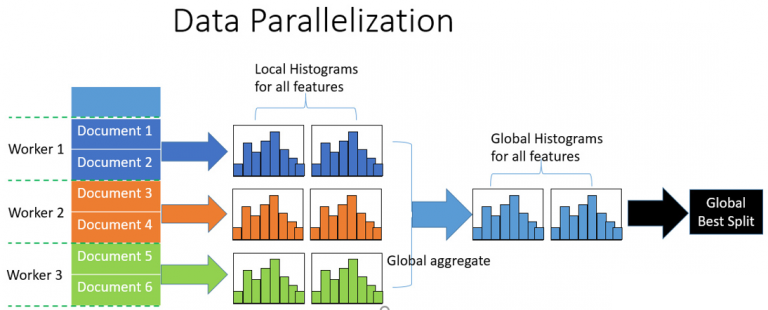 Data Parallelization
Local Histograms
for all features
Document 1
Worker 1
Document 2
Global Histograms
for all features
Document 3
Worker 2
Document 4
Global
Best Split
Document 5
Global aggregate
Worker 3
Document 6